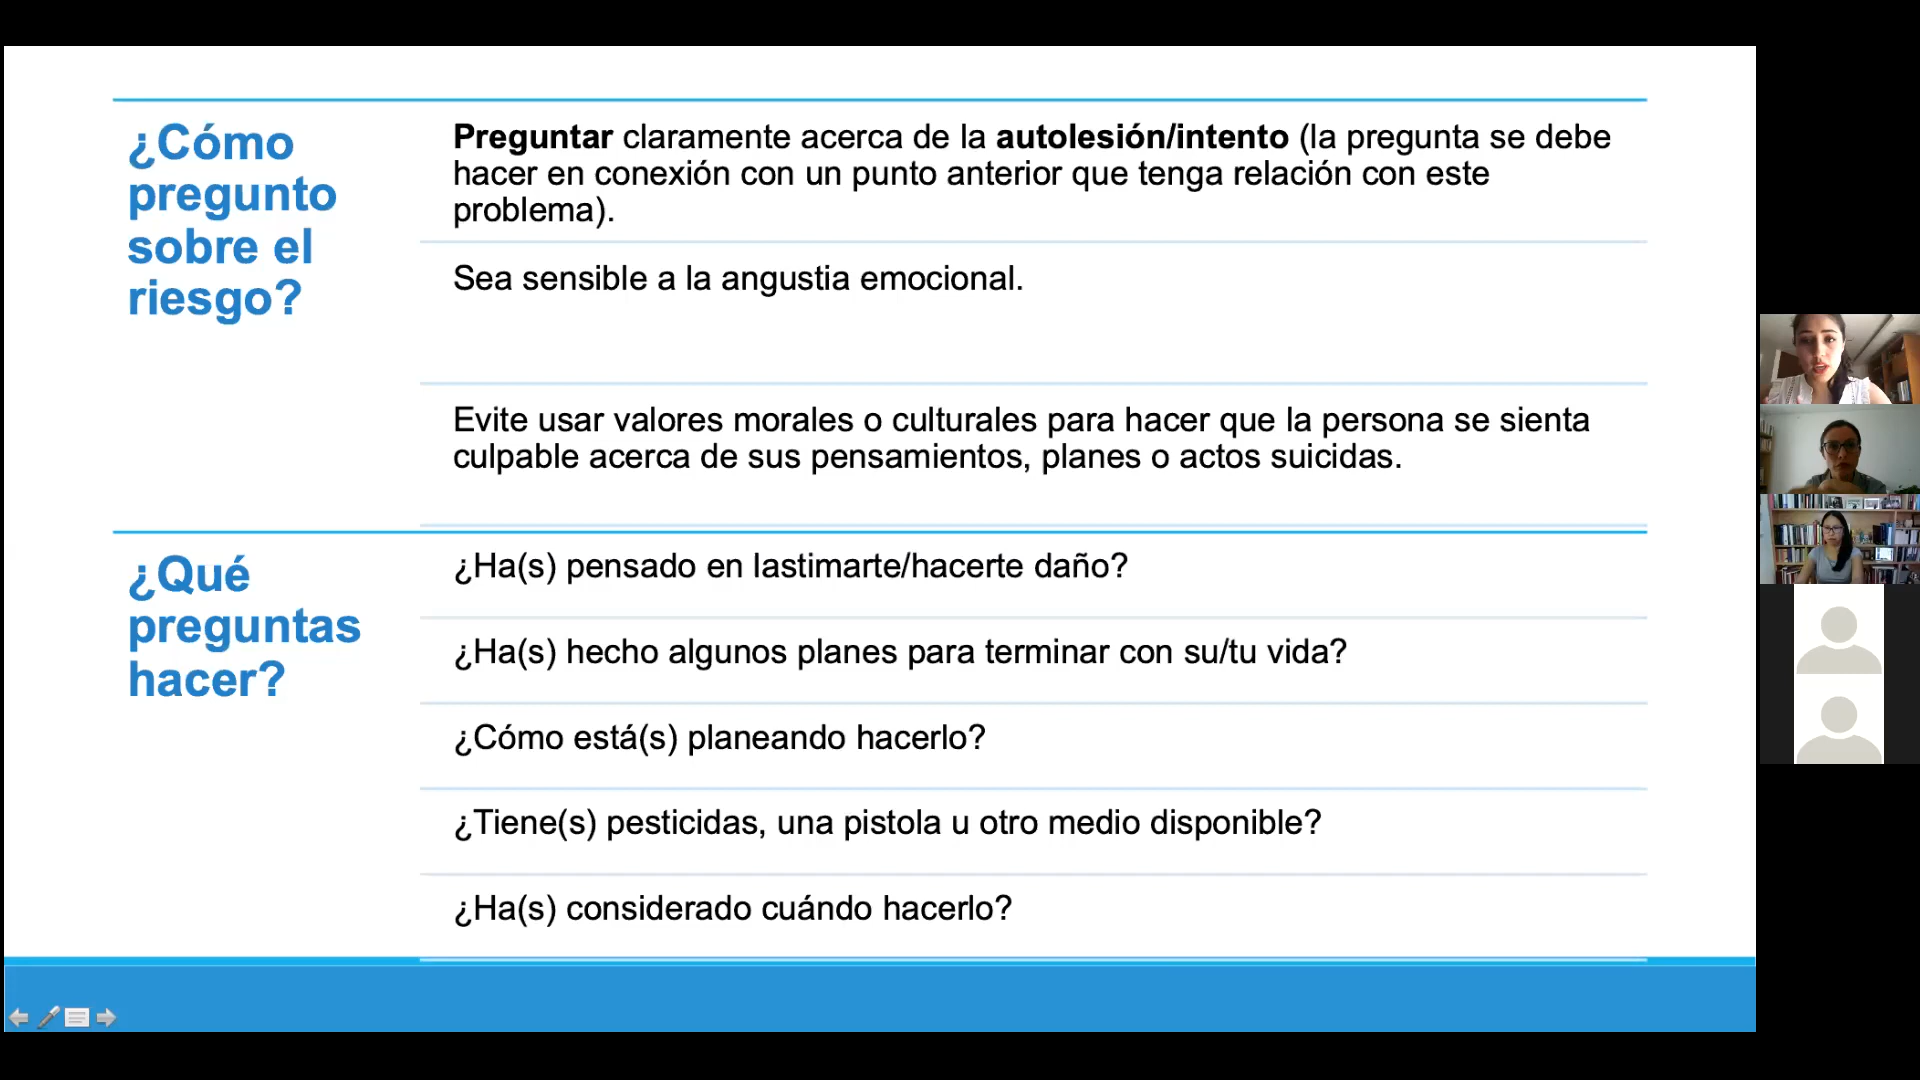 ¿Cómo
pregunto
sobre el
riesgo?
Preguntar claramente acerca de la autolesión/intento (la pregunta se debe
hacer en conexión con un punto anterior que tenga relación con este
problema).
Sea sensible a la angustia emocional.
Evite usar valores morales o culturales para hacer que la persona se sienta
culpable acerca de sus pensamientos, planes o actos suicidas.
¿Qué
preguntas
hacer?
¿Ha(s) pensado en lastimarte/hacerte daño?
¿Ha(s) hecho algunos planes para terminar con su/tu vida?
¿Cómo está(s) planeando hacerlo?
¿Tiene(s) pesticidas, una pistola u otro medio disponible?
¿Ha(s) considerado cuándo hacerlo?